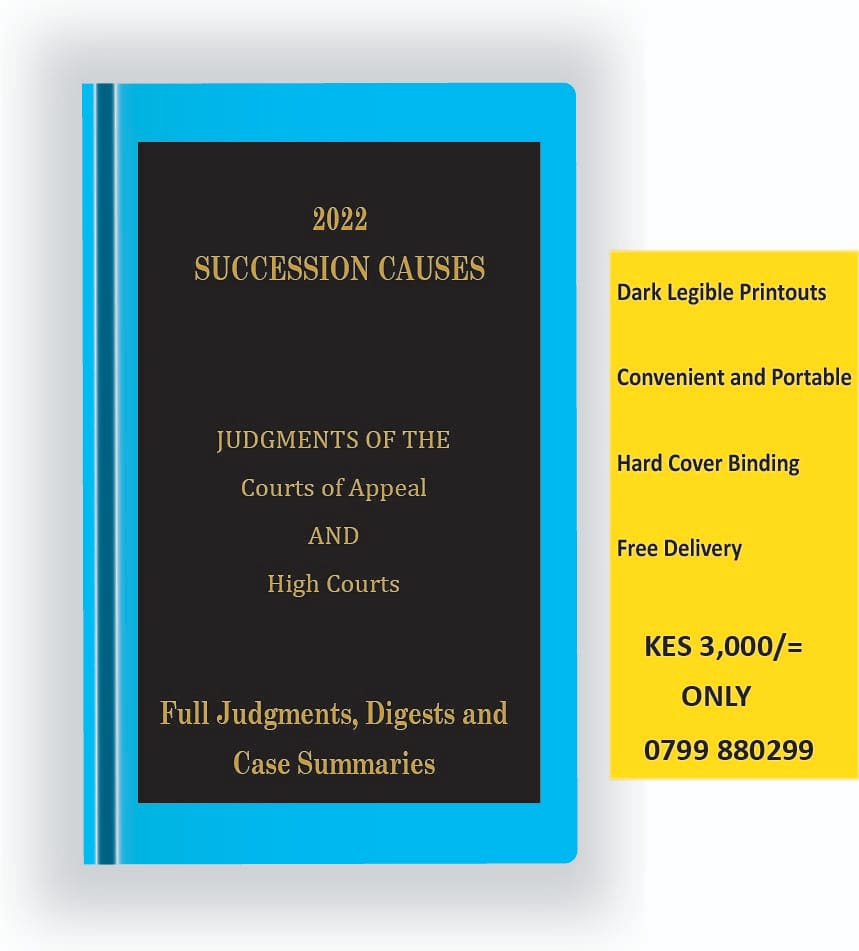 2022
SUCCESSION CAUSES
JUDGMENTS OF THE
Courts of Appeal
AND
High Courts
Full Judgments, Digests and
Case Summaries
Dark Legible Printouts
Convenient and Portable
Hard Cover Binding
Free Delivery
KES 3,000/=
ONLY
0799 880299